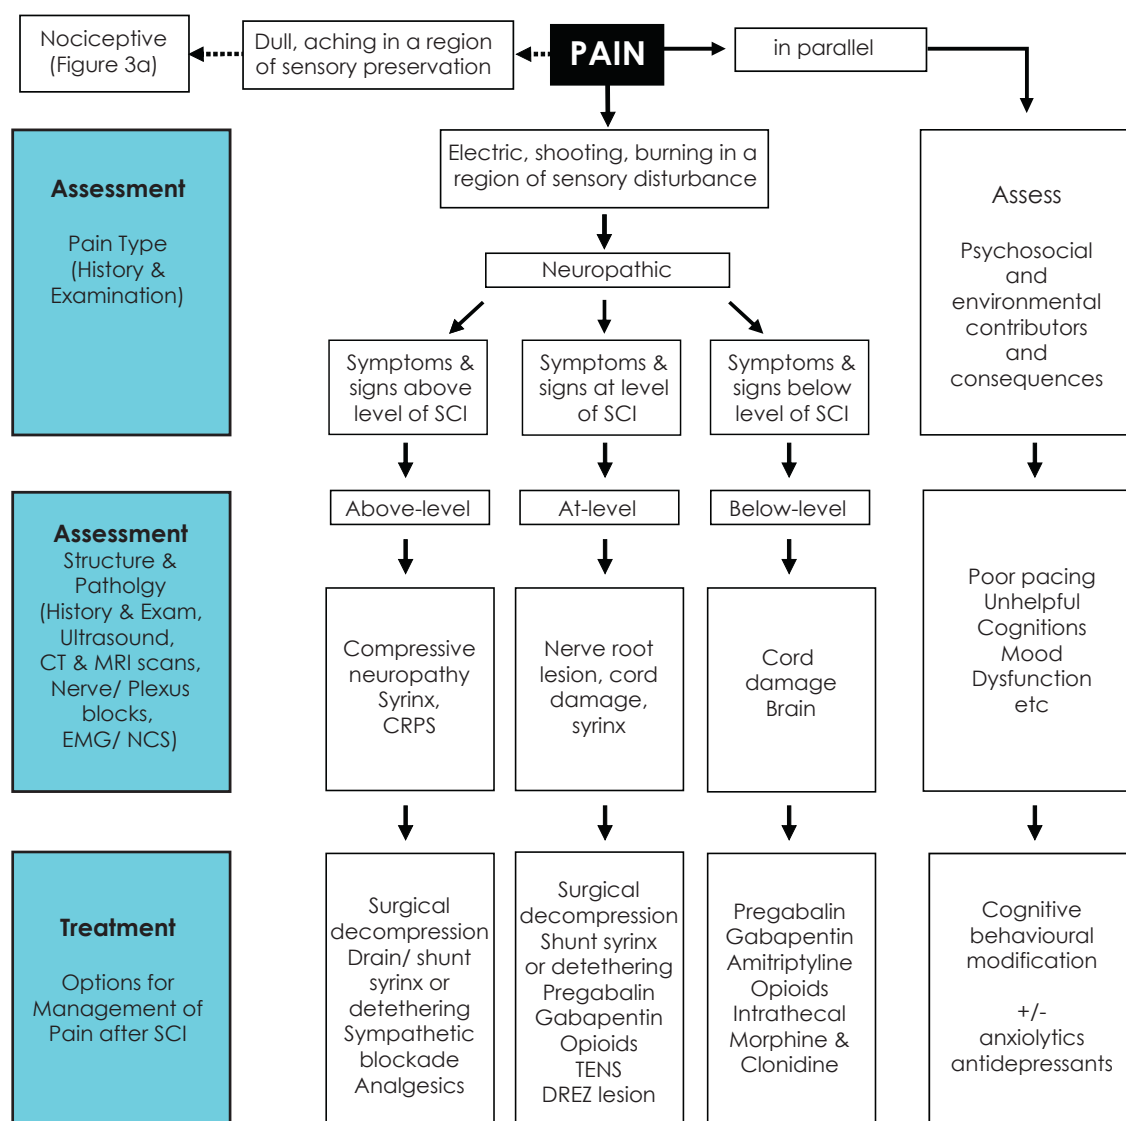 Nociceptive
(Figure 3a)
Dull, aching in a region
of sensory preservation
PAIN
in parallel
Assessment
Pain Type
(History &
Examination)
Electric, shooting, burning in a
region of sensory disturbance
Neuropathic
Symptoms &
signs above
level of SCI
Symptoms &
signs at level
of SCI
Symptoms &
signs below
level of SCI
Assess
Psychosocial
and
environmental
contributors
and
consequences
Assessment
Structure &
Patholgy
(History & Exam,
Ultrasound,
CT & MRI scans,
Nerve/ Plexus
blocks,
EMG/ NCS)
Above-level
At-level
Below-level
Compressive
neuropathy
Syrinx,
CRPS
Nerve root
lesion, cord
damage,
syrinx
Cord
damage
Brain
Poor pacing
Unhelpful
Cognitions
Mood
Dysfunction
etc
Treatment
Options for
Management of
Pain after SCI
Surgical
decompression
Drain/ shunt
syrinx or
detethering
Sympathetic
blockade
Analgesics
Surgical
decompression
Shunt syrinx
or detethering
Pregabalin
Gabapentin
Opioids
TENS
DREZ lesion
Pregabalin
Gabapentin
Amitriptyline
Opioids
Intrathecal
Morphine &
Clonidine
Cognitive
behavioural
modification
+/-
anxiolytics
antidepressants